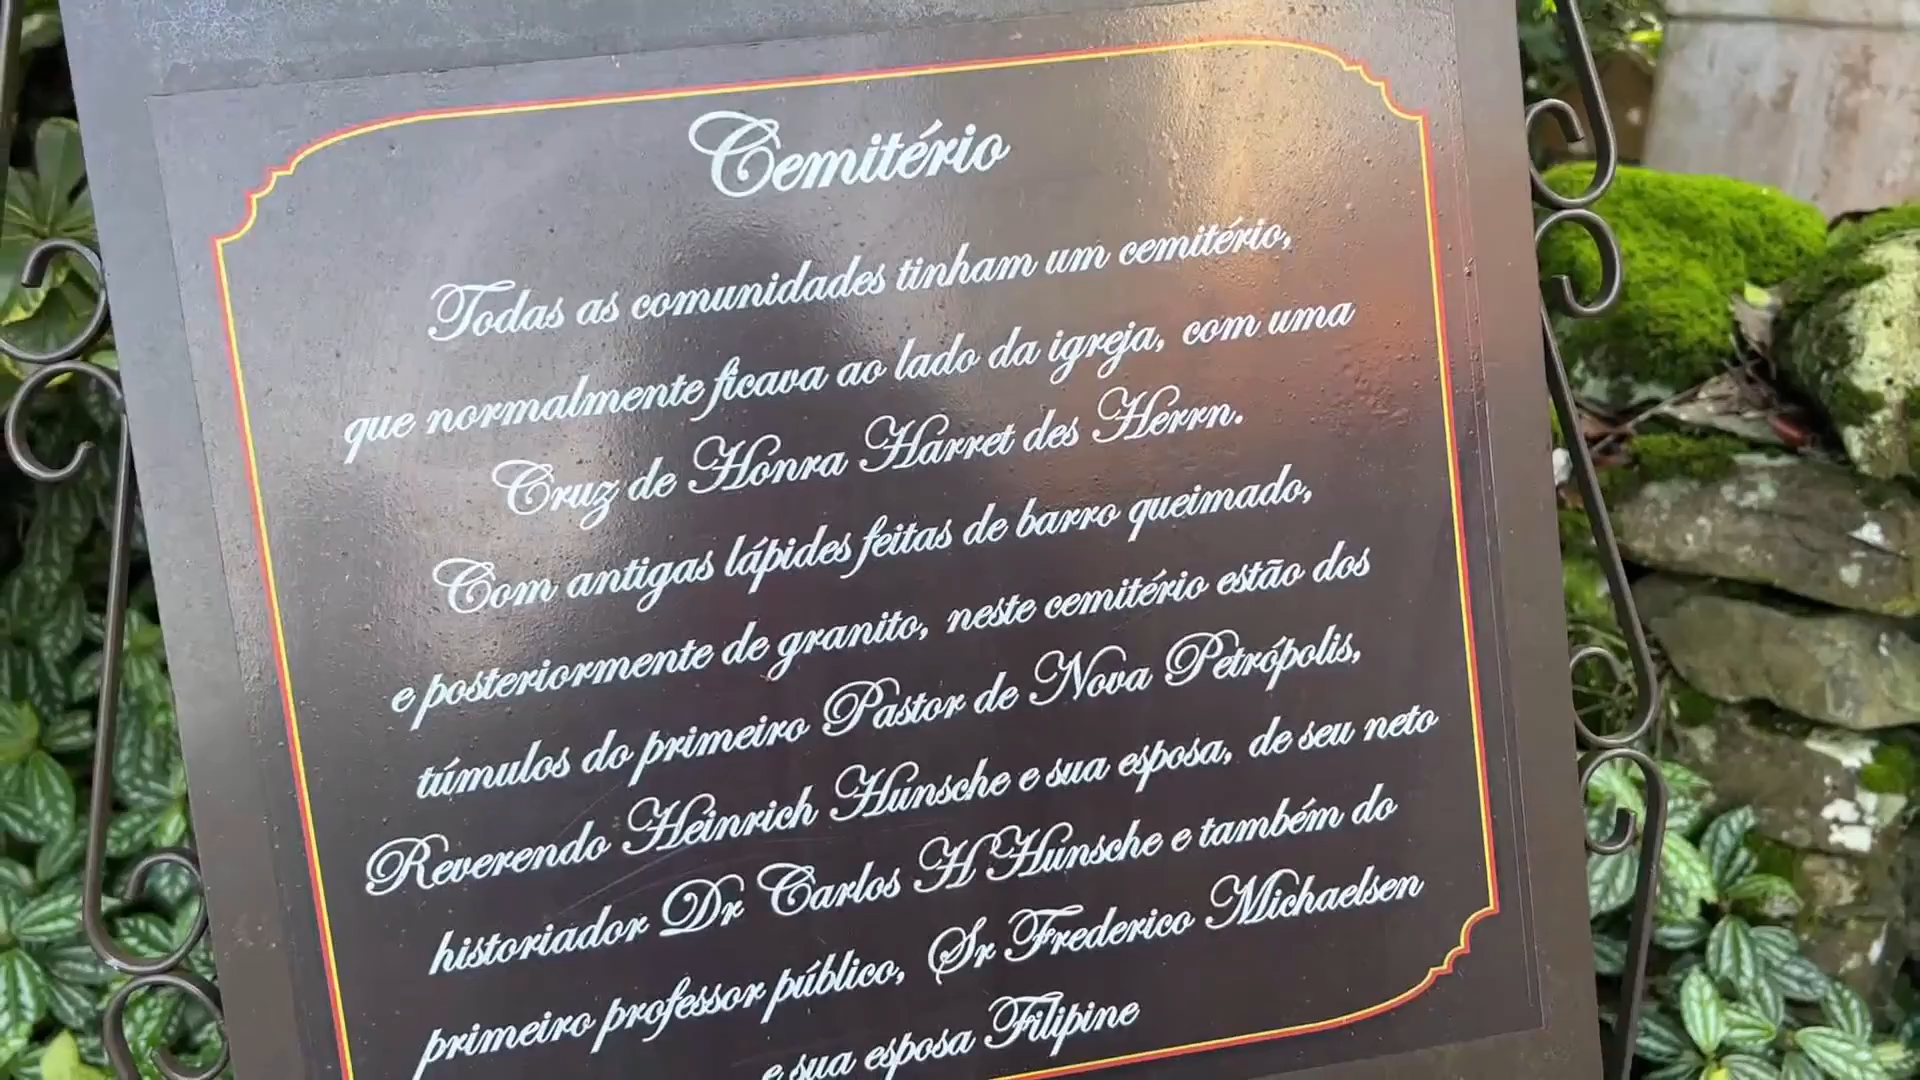 Cemitério
Todas as comunidades tinham um cemitério,
que normalmente ficava ao lado da igreja, com uma
Cruz de Honra Harret des Herrn.
Com antigas lápides feitas de barro queimado,
e posteriormente de granito, neste cemitério estão dos
túmulos do primeiro Pastor de Nova Petrópolis,
Reverendo Heinrich Hunsche e sua esposa, de seu neto
historiador Dr Carlos H Hunsche e também do
primeiro professor público, Sr Frederico Michaelsen
e sua esposa Filipine